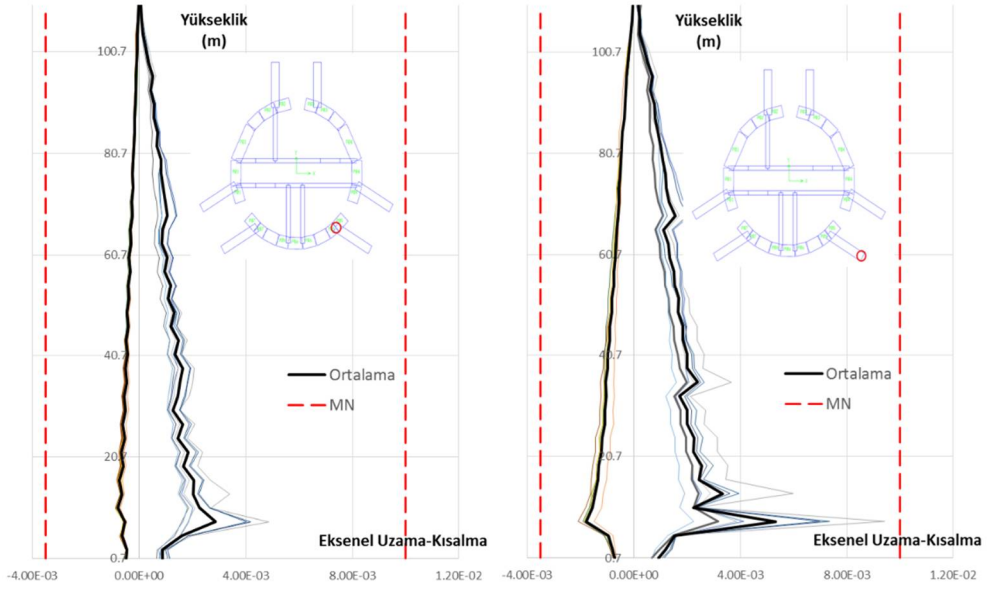 Yükseklik
(m)
100.7
80.7
60.7
40.7
20.7
0.7
Ortalama
MN
Eksenel Uzama-Kısalma
-4.00E-03 0.00E+00 4.00E-03 8.00E-03 1.20E-02
Yükseklik
(m)
100.7
80.7
60.7
40.7
20.7
0.7
Ortalama
MN
Eksenel Uzama-Kısalma
-4.00E-03 0.00E+00 4.00E-03 8.00E-03 1.20E-02